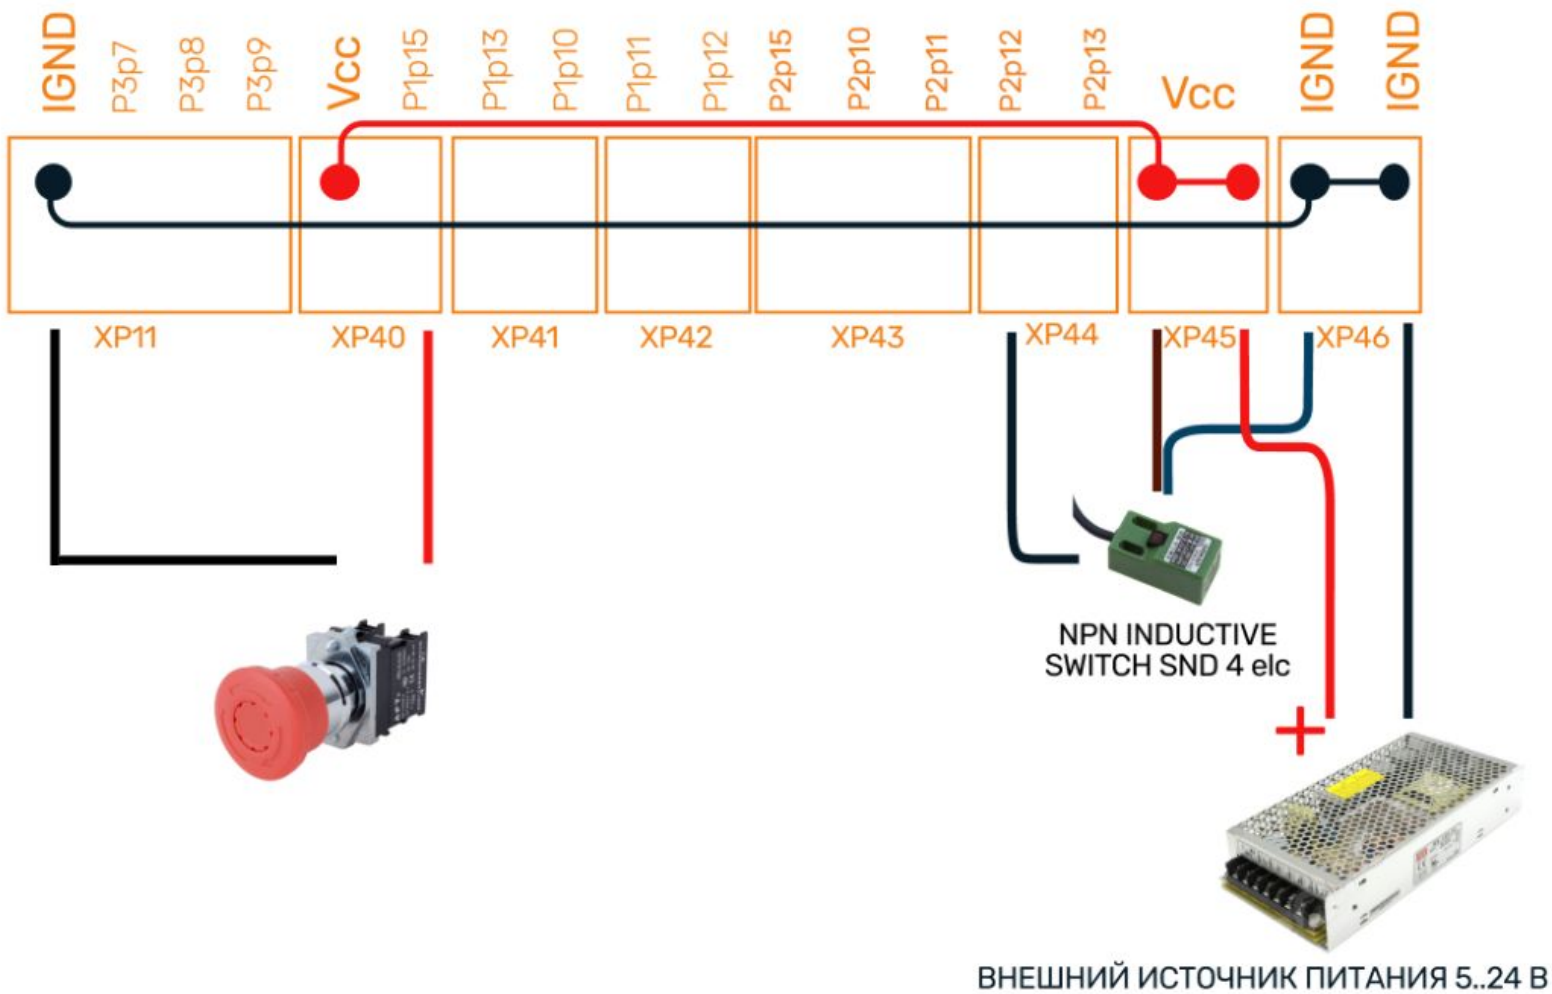 IGND
P3p7
P3p8
P3p9
Vcc
P1p15
P1p13
P1p10
P1p11
P1p12
P2p15
P2p10
P2p11
P2p12
P2p13
Vcc
IGND
IGND
XP11
XP40
XP41
XP42
XP43
XP44
XP45
XP46
NPN INDUCTIVE
SWITCH SND 4 elc
+
ВНЕШНИЙ ИСТОЧНИК ПИТАНИЯ 5..24 В